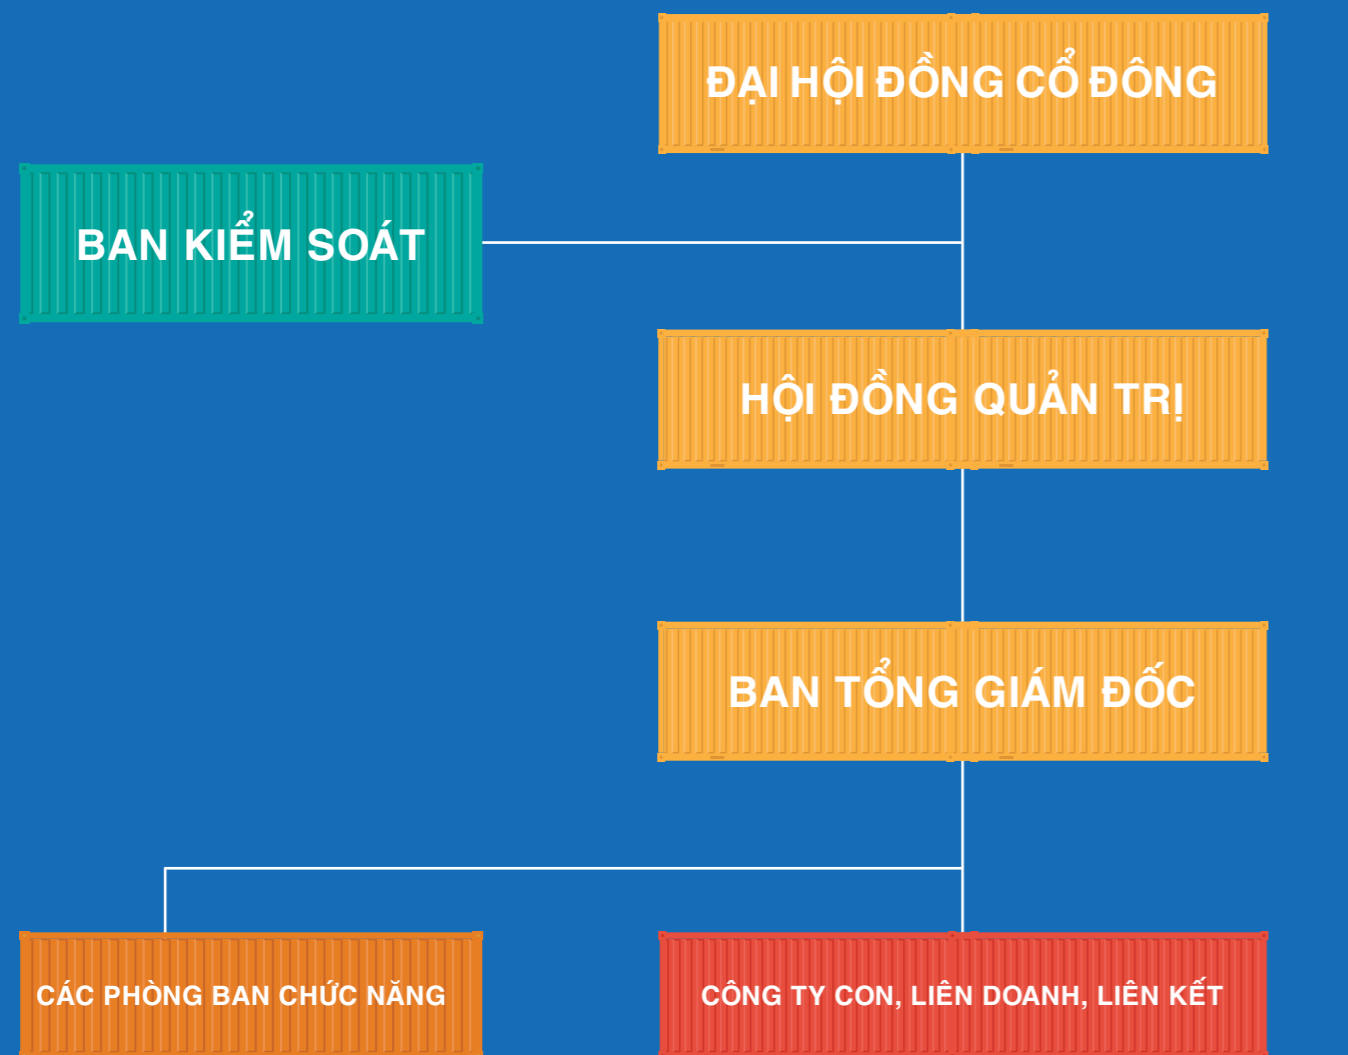 ĐẠI HỘI ĐỒNG CỔ ĐÔNG
BAN KIỂM SOÁT
HỘI ĐỒNG QUẢN TRỊ
BAN TỔNG GIÁM ĐỐC
CÁC PHÒNG BAN CHỨC NĂNG
CÔNG TY CON, LIÊN DOANH, LIÊN KẾT